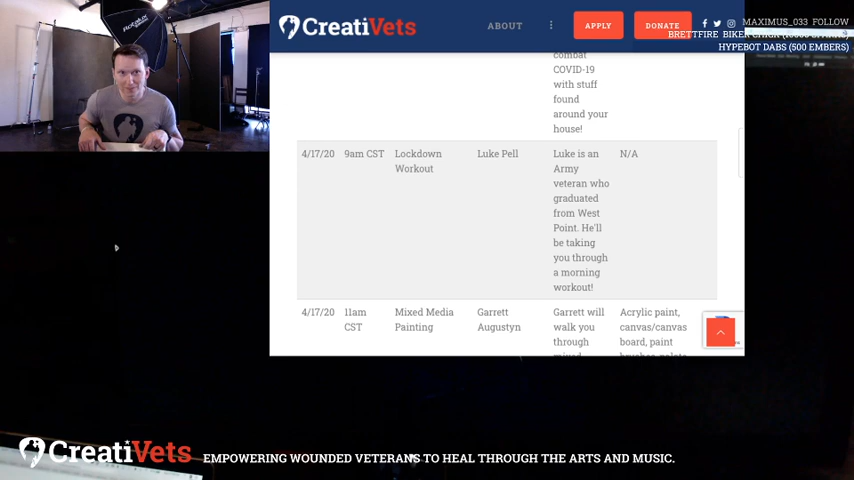 CreatiVets
ABOUT
APPLY
DONATE
MAXIMUS_033 FOLLOW
HYPEBOT DABS (500 EMBERS)
combat
COVID-19
with stuff
found
around your
house!
4/17/20 9am CST Lockdown Workout Luke Pell Luke is an Army veteran who graduated from West Point. He'll be taking you through a morning workout! N/A
4/17/20 11am CST Mixed Media Painting Garrett Augustyn Garrett will walk you through Acrylic paint, canvas/canvas board, paint
CreatiVets
EMPOWERING WOUNDED VETERANS TO HEAL THROUGH THE ARTS AND MUSIC.